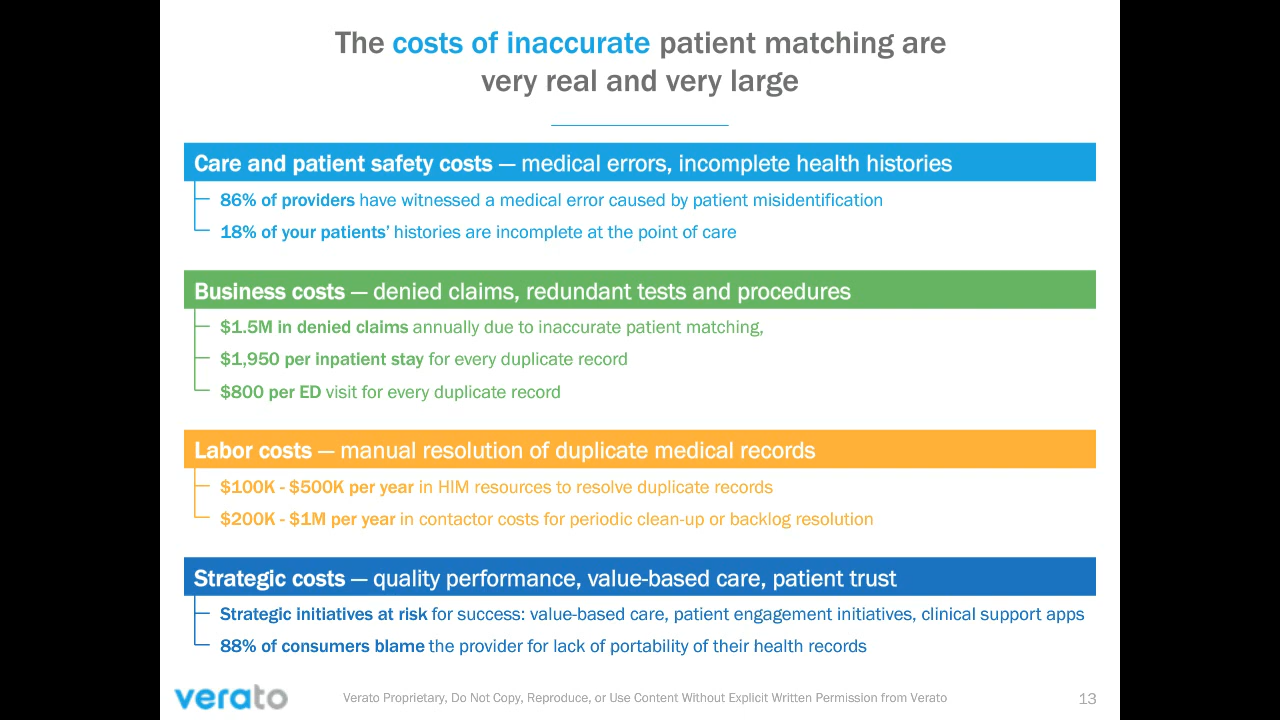 The costs of inaccurate patient matching are
very real and very large
Care and patient safety costs — medical errors, incomplete health histories
86% of providers have witnessed a medical error caused by patient misidentification
18% of your patients’ histories are incomplete at the point of care
Business costs — denied claims, redundant tests and procedures
$1.5M in denied claims annually due to inaccurate patient matching,
$1,950 per inpatient stay for every duplicate record
$800 per ED visit for every duplicate record
Labor costs — manual resolution of duplicate medical records
$100K - $500K per year in HIM resources to resolve duplicate records
$200K - $1M per year in contactor costs for periodic clean-up or backlog resolution
Strategic costs — quality performance, value-based care, patient trust
Strategic initiatives at risk for success: value-based care, patient engagement initiatives, clinical support apps
88% of consumers blame the provider for lack of portability of their health records
verato
Verato Proprietary, Do Not Copy, Reproduce, or Use Content Without Explicit Written Permission from Verato
13